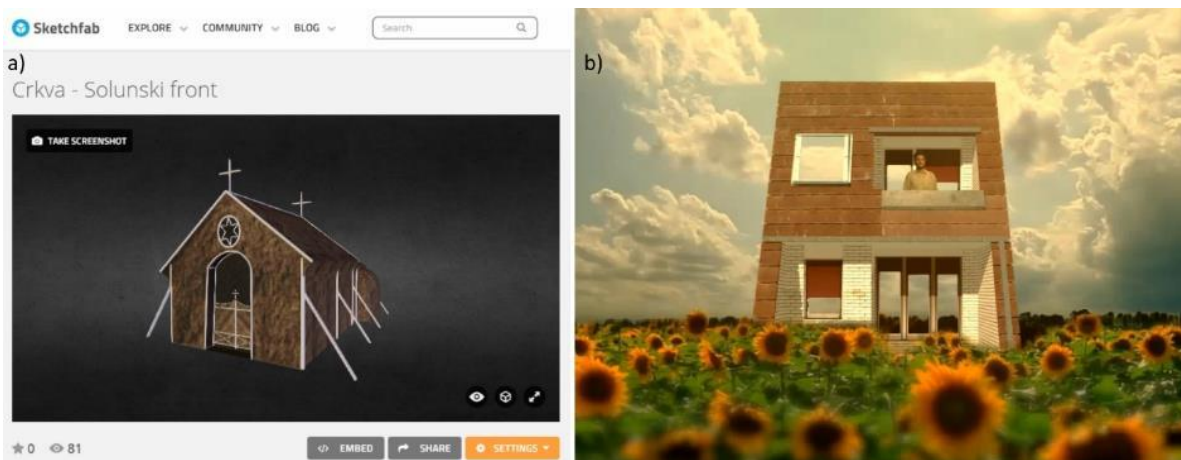 Sketchfab EXPLORE COMMUNITY BLOG Search
a)
Crkva - Solunski front
TAKE SCREENSHOT
0 81 EMBED SHARE SETTINGS
b)